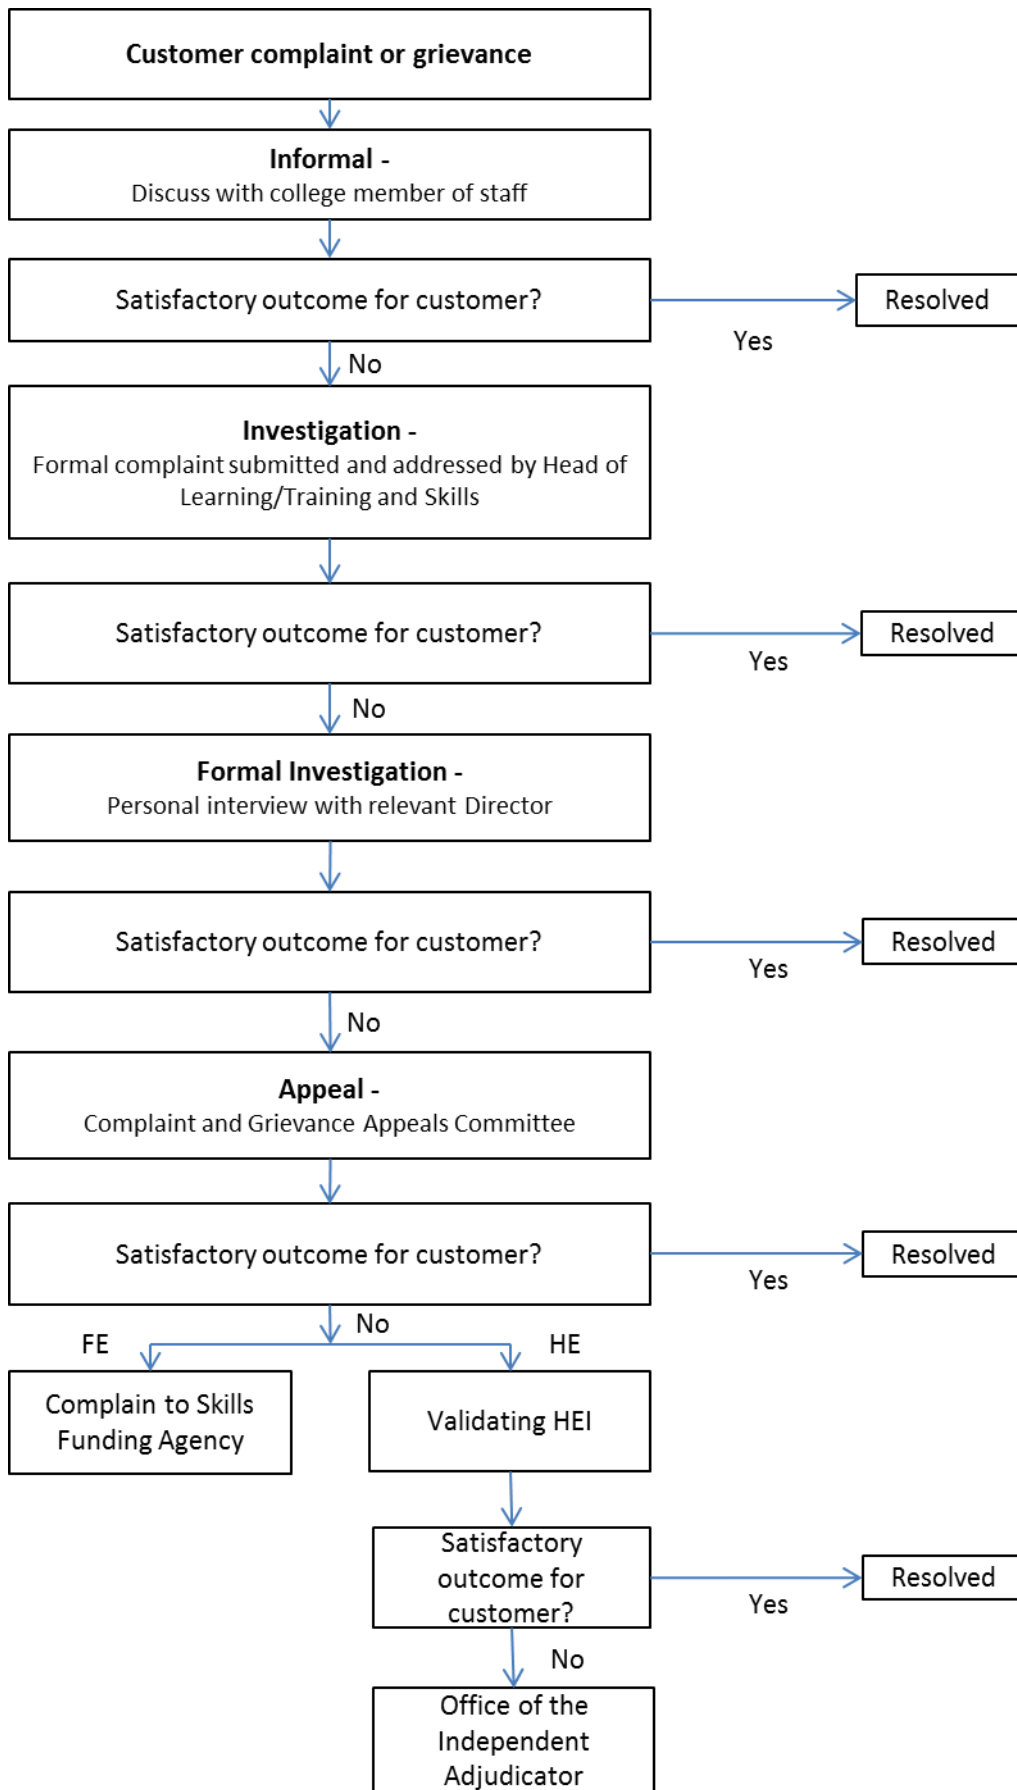 Customer complaint or grievance
Informal -
Discuss with college member of staff
Satisfactory outcome for customer?
Resolved
Yes
No
Investigation -
Formal complaint submitted and addressed by Head of
Learning/Training and Skills
Satisfactory outcome for customer?
Resolved
Yes
No
Formal Investigation -
Personal interview with relevant Director
Satisfactory outcome for customer?
Resolved
Yes
No
Appeal -
Complaint and Grievance Appeals Committee
Satisfactory outcome for customer?
Resolved
Yes
No
FE
HE
Complain to Skills
Funding Agency
Validating HEI
Satisfactory
outcome for
customer?
Resolved
Yes
No
Office of the
Independent
Adjudicator